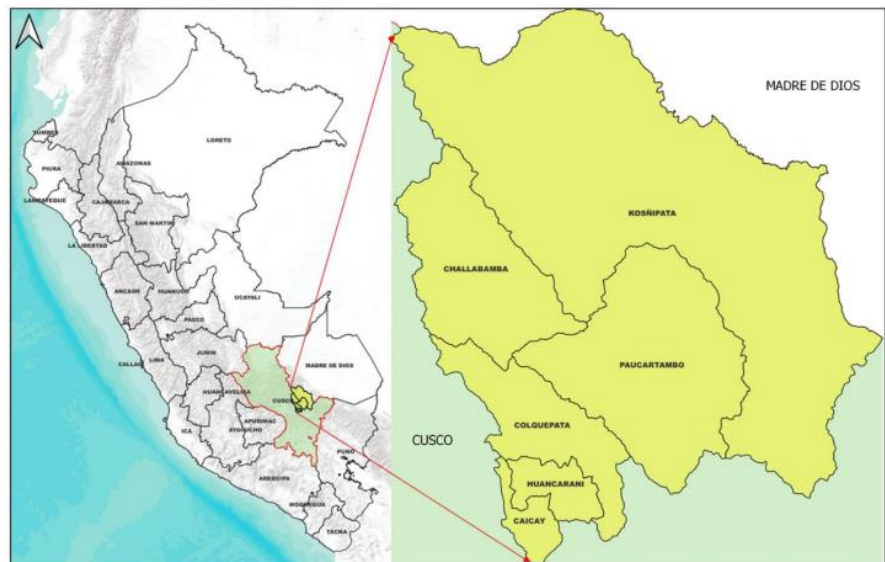 TUMBES
PIURA
LAMBAYEQUE
LORETO
AMAZONAS
CAJAMARCA
SAN MARTIN
LA LIBERTAD
ANCASH
HUANUCO
UCAYALI
PASCO
JUNIN
LIMA
CALLAO
MADRE DE DIOS
HUANCAVELICA
CUSCO
APURIMAC
AYACUCHO
ICA
PUNO
AREQUIPA
MOQUEGUA
TACNA
MADRE DE DIOS
KOSÑIPATA
CHALLABAMBA
PAUCARTAMBO
COLQUEPATA
CUSCO
HUANCARANI
CAICAY